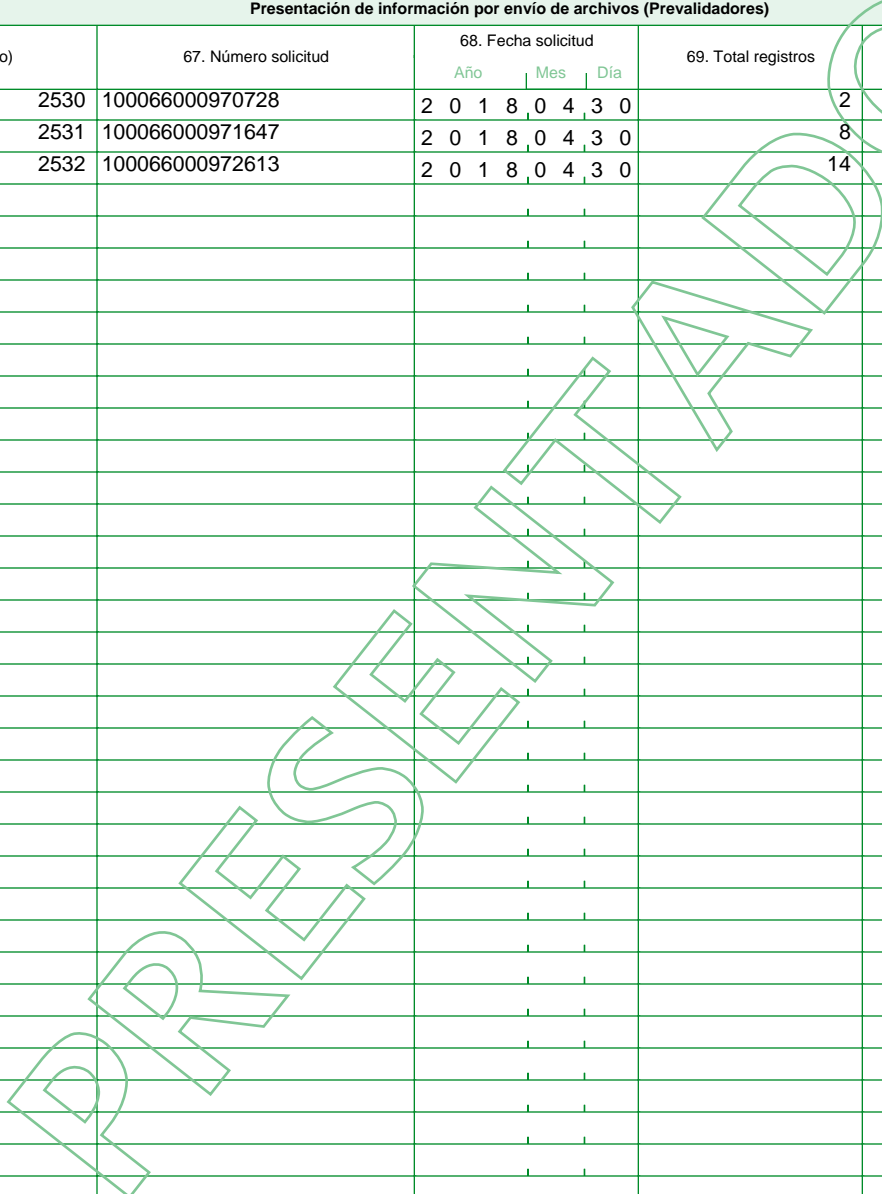 Presentación de información por envío de archivos (Prevalidadores)
o) 67. Número solicitud 68. Fecha solicitud 69. Total registros
Año Mes Día
2530 100066000970728 2 0 1 8 0 4 3 0 2
2531 100066000971647 2 0 1 8 0 4 3 0 8
2532 100066000972613 2 0 1 8 0 4 3 0 14
PRESENTADO